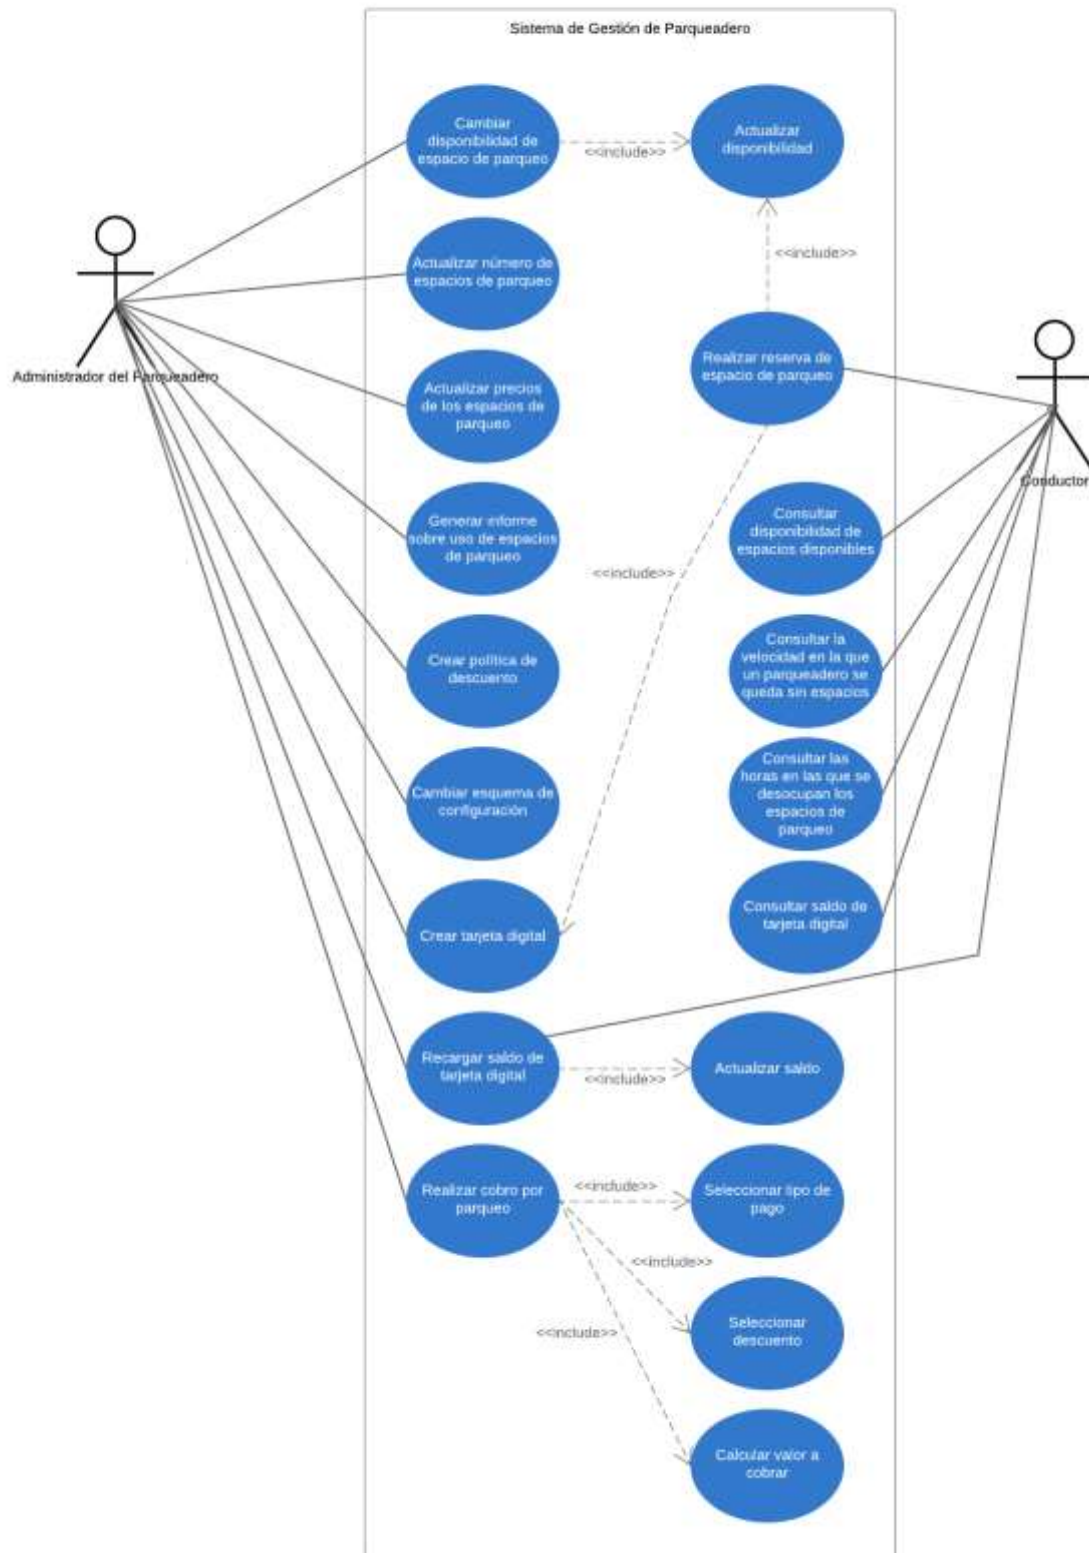 Sistema de Gestión de Parqueadero
Cambiar
disponibilidad de
espacio de parqueo
<<include>>
Actualizar
disponibilidad
Actualizar número de
espacios de parqueo
<<include>>
Administrador del Parqueadero
Actualizar precios
de los espacios de
parqueo
Realizar reserva de
espacio de parqueo
Conductor
Generar informe
sobre uso de espacios
de parqueo
Consultar
disponibilidad de
espacios disponibles
<<include>>
Crear política de
descuento
Consultar la
velocidad en la que
un parqueadero se
queda sin espacios
Cambiar esquema de
configuración
Consultar las
horas en las que se
desocupan los
espacios de
parqueo
Crear tarjeta digital
Consultar saldo de
tarjeta digital
Recargar saldo de
tarjeta digital
<<include>>
Actualizar saldo
Realizar cobro por
parqueo
<<include>>
Seleccionar tipo de
pago
<<include>>
Seleccionar
descuento
<<include>>
Calcular valor a
cobrar